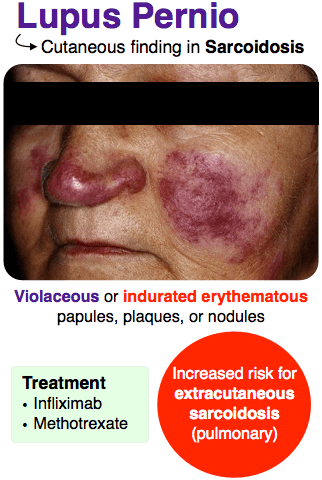 Lupus Pernio
Cutaneous finding in Sarcoidosis
Violaceous or indurated erythematous
papules, plaques, or nodules
Treatment
• Infliximab
• Methotrexate
Increased risk for
extracutaneous
sarcoidosis
(pulmonary)